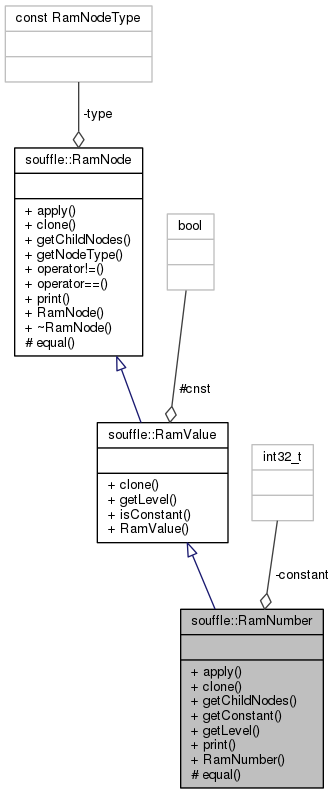 const RamNodeType
-type
souffle::RamNode
+ apply()
+ clone()
+ getChildNodes()
+ getNodeType()
+ operator!=()
+ operator==()
+ print()
+ RamNode()
+ ~RamNode()
# equal()
bool
#cnst
souffle::RamValue
+ clone()
+ getLevel()
+ isConstant()
+ RamValue()
int32_t
-constant
souffle::RamNumber
+ apply()
+ clone()
+ getChildNodes()
+ getConstant()
+ getLevel()
+ print()
+ RamNumber()
# equal()